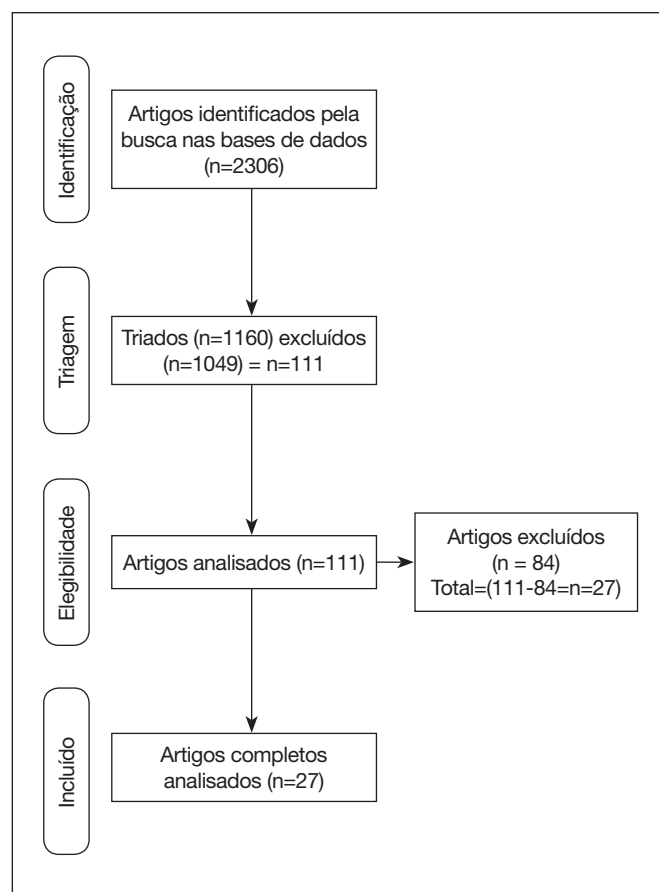 Identificação
Artigos identificados pela
busca nas bases de dados
(n=2306)
Triagem
Triados (n=1160) excluídos
(n=1049) = n=111
Elegibilidade
Artigos analisados (n=111)
Artigos excluídos
(n = 84)
Total=(111-84=n=27)
Incluído
Artigos completos
analisados (n=27)